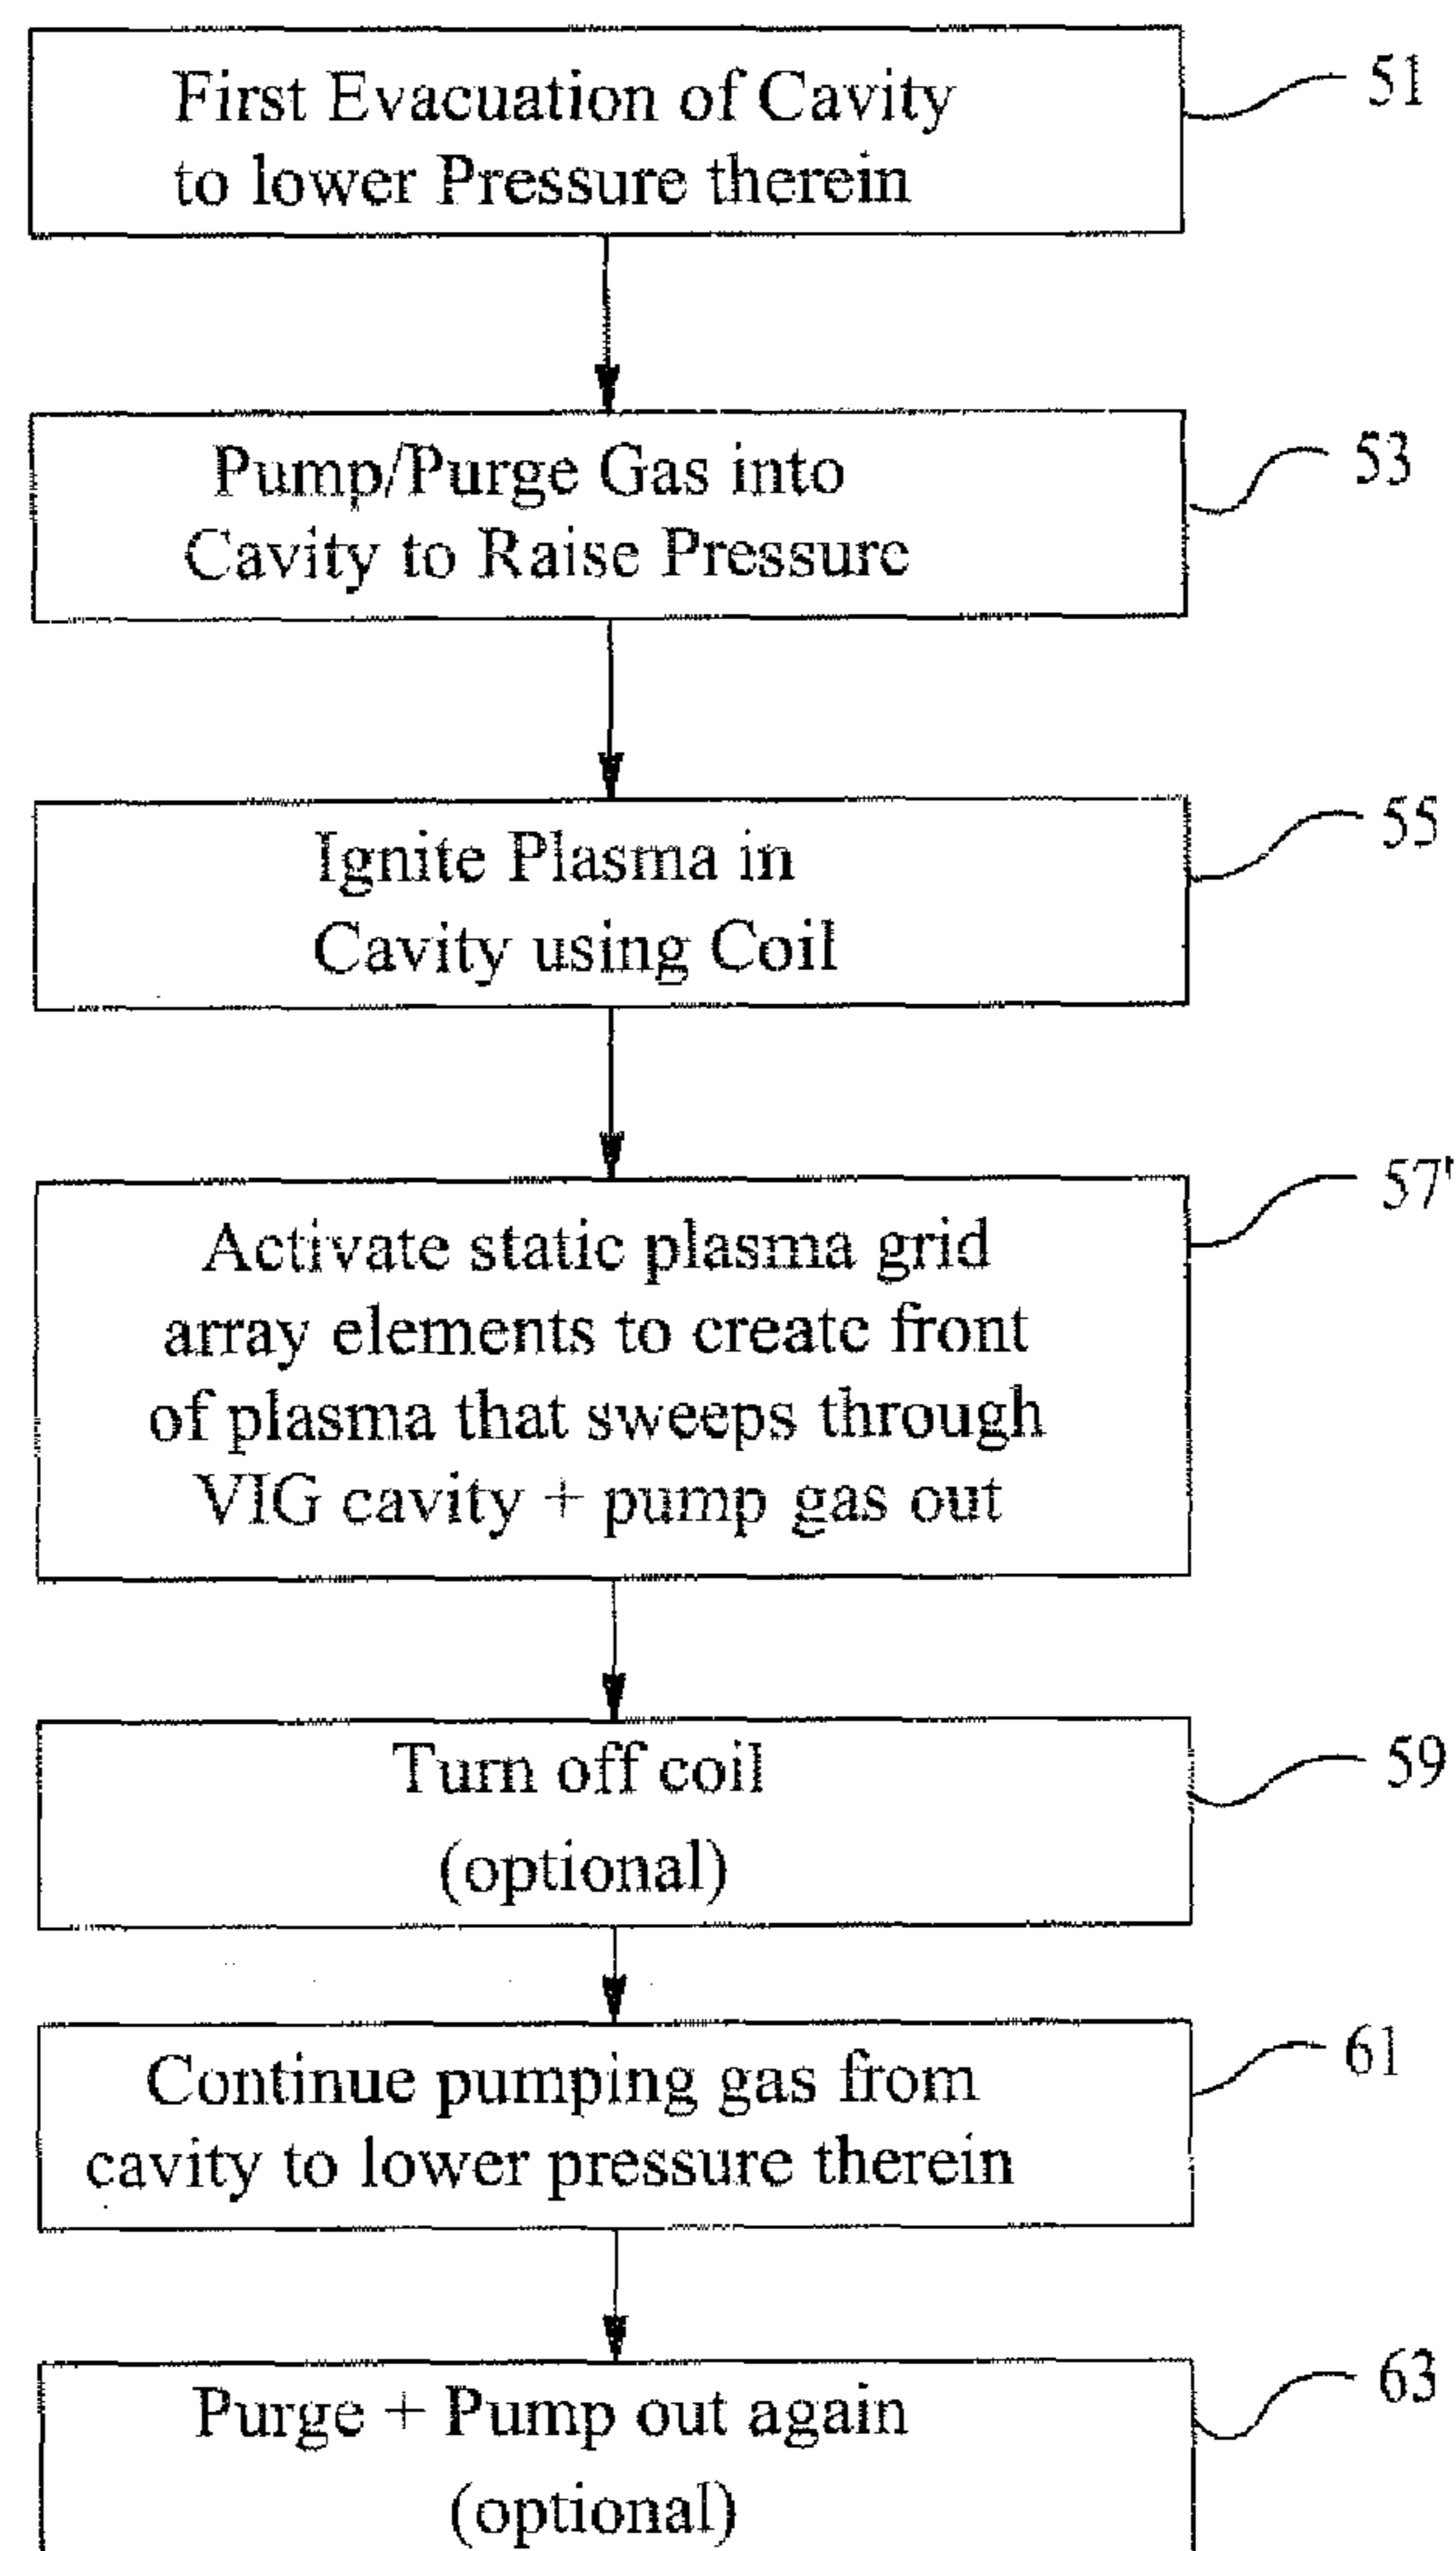 First Evacuation of Cavity
to lower Pressure therein
51
Pump/Purge Gas into
Cavity to Raise Pressure
53
Ignite Plasma in
Cavity using Coil
55
Activate static plasma grid
array elements to create front
of plasma that sweeps through
VIG cavity + pump gas out
57'
Turn off coil
(optional)
59
Continue pumping gas from
cavity to lower pressure therein
61
Purge + Pump out again
(optional)
63